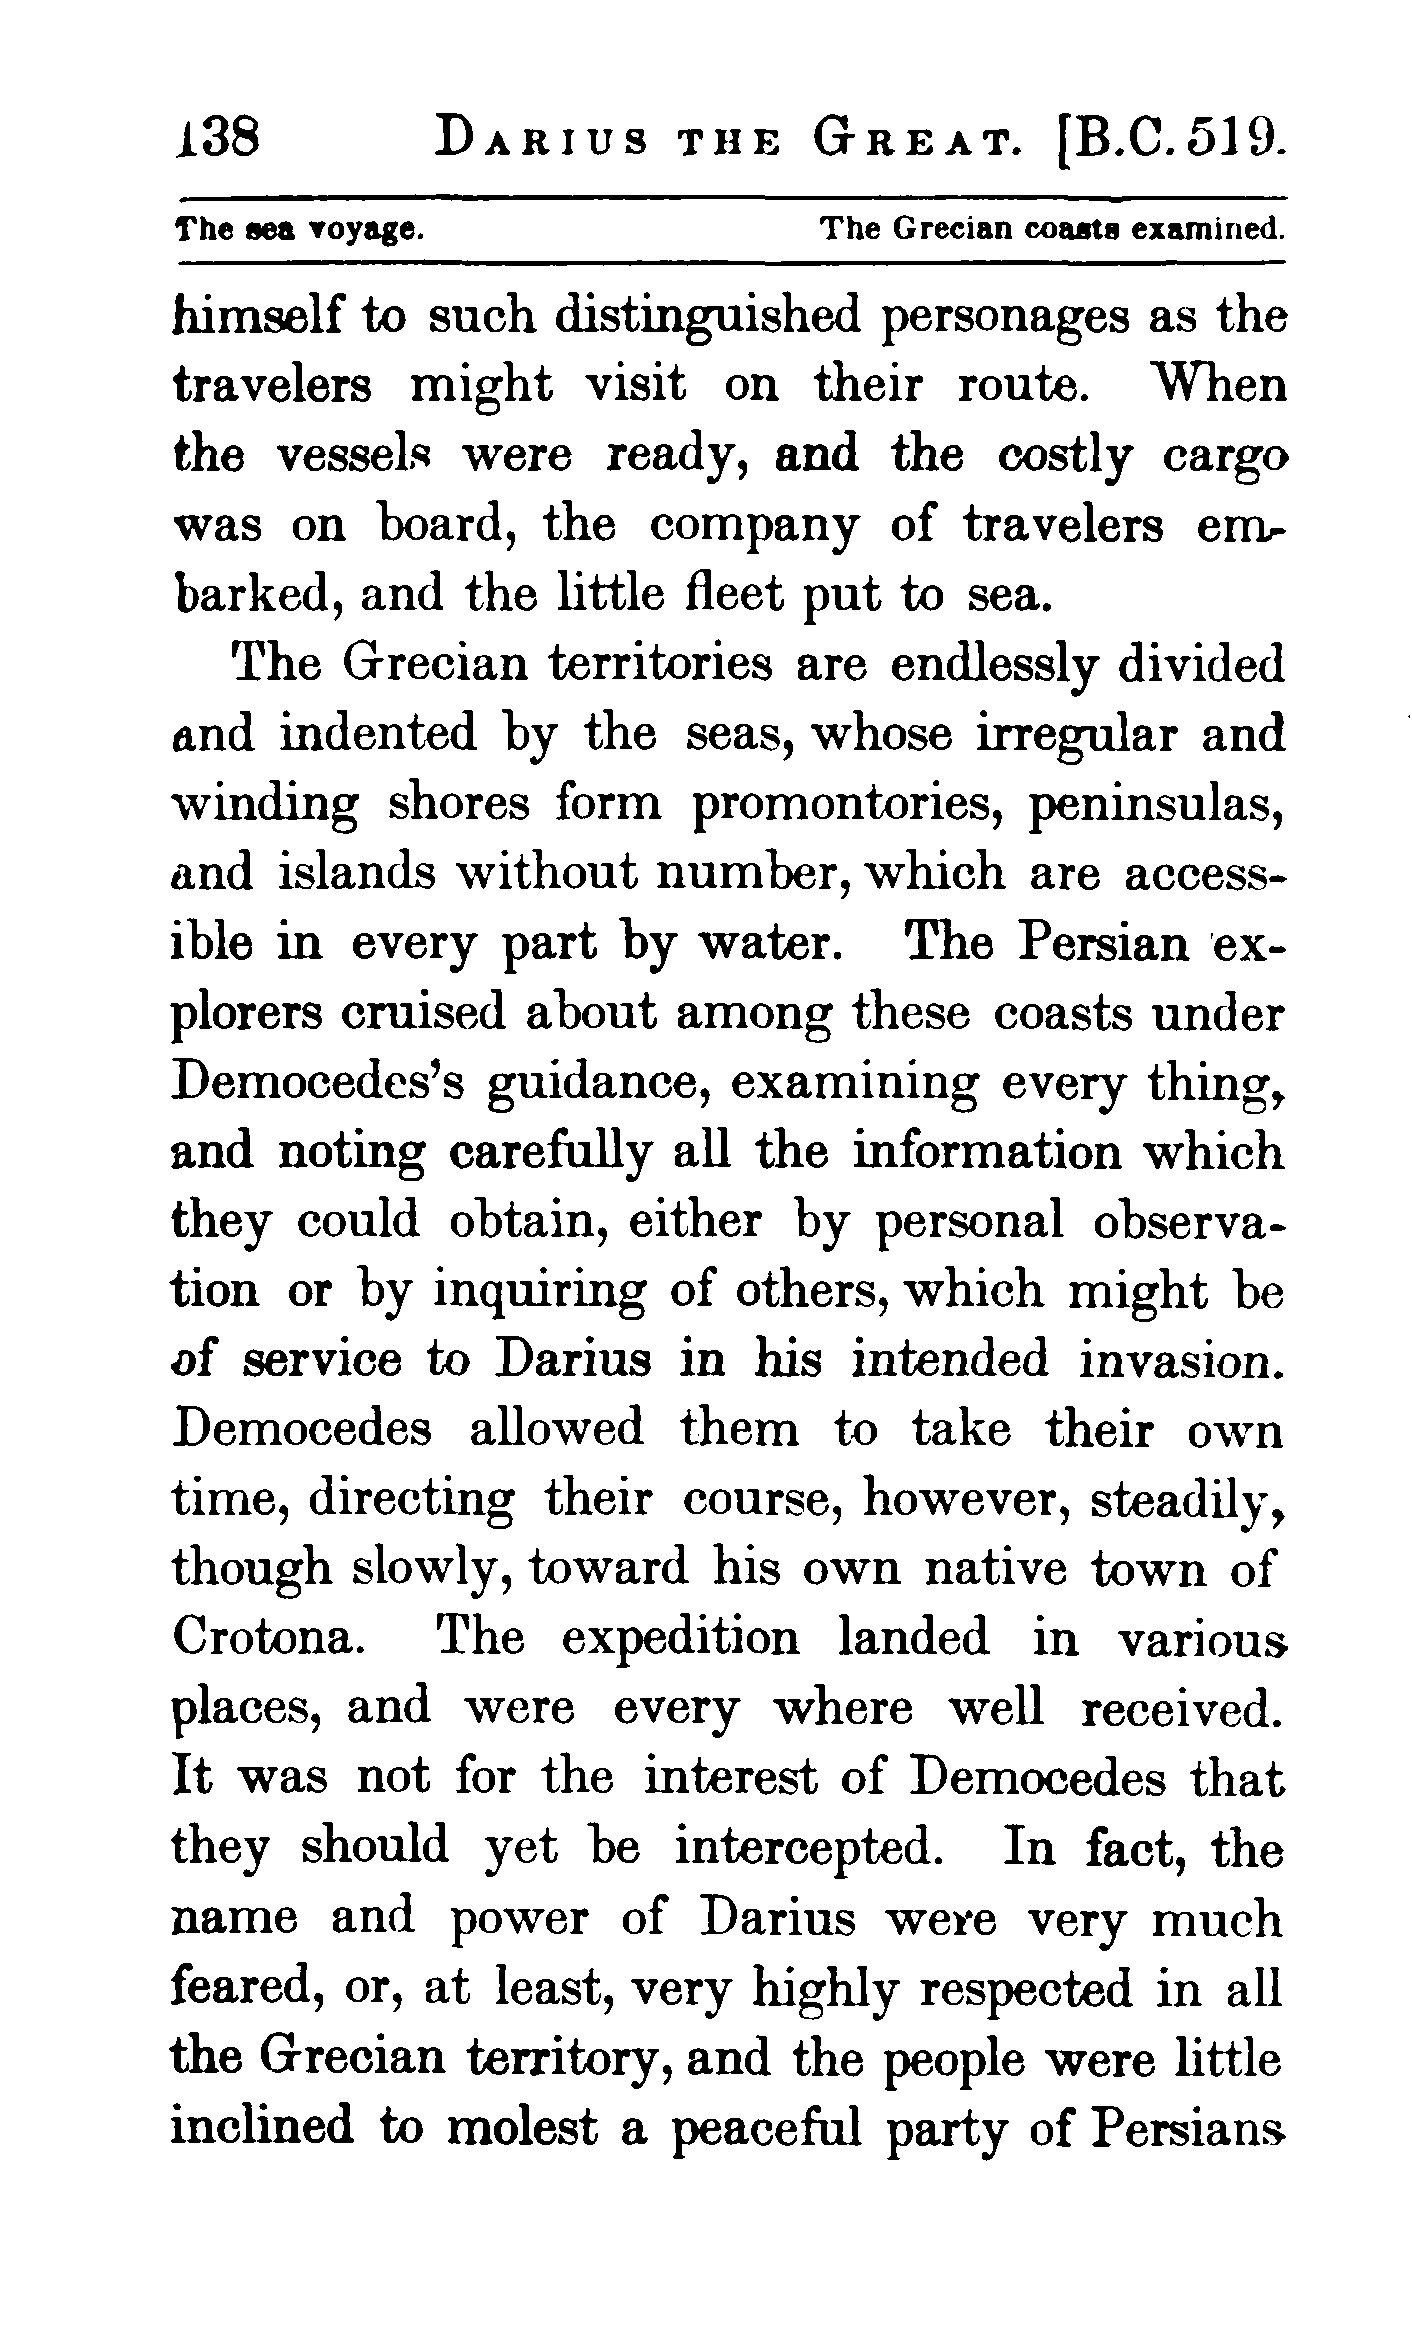 138 DARIUS THE GREAT. [B.C. 519.
The sea voyage. The Grecian coasts examined.
himself to such distinguished personages as the
travelers might visit on their route. When
the vessels were ready, and the costly cargo
was on board, the company of travelers em-
barked, and the little fleet put to sea.
The Grecian territories are endlessly divided
and indented by the seas, whose irregular and
winding shores form promontories, peninsulas,
and islands without number, which are access-
ible in every part by water. The Persian ex-
plorers cruised about among these coasts under
Democedes's guidance, examining every thing,
and noting carefully all the information which
they could obtain, either by personal observa-
tion or by inquiring of others, which might be
of service to Darius in his intended invasion.
Democedes allowed them to take their own
time, directing their course, however, steadily,
though slowly, toward his own native town of
Crotona. The expedition landed in various
places, and were every where well received.
It was not for the interest of Democedes that
they should yet be intercepted. In fact, the
name and power of Darius were very much
feared, or, at least, very highly respected in all
the Grecian territory, and the people were little
inclined to molest a peaceful party of Persians